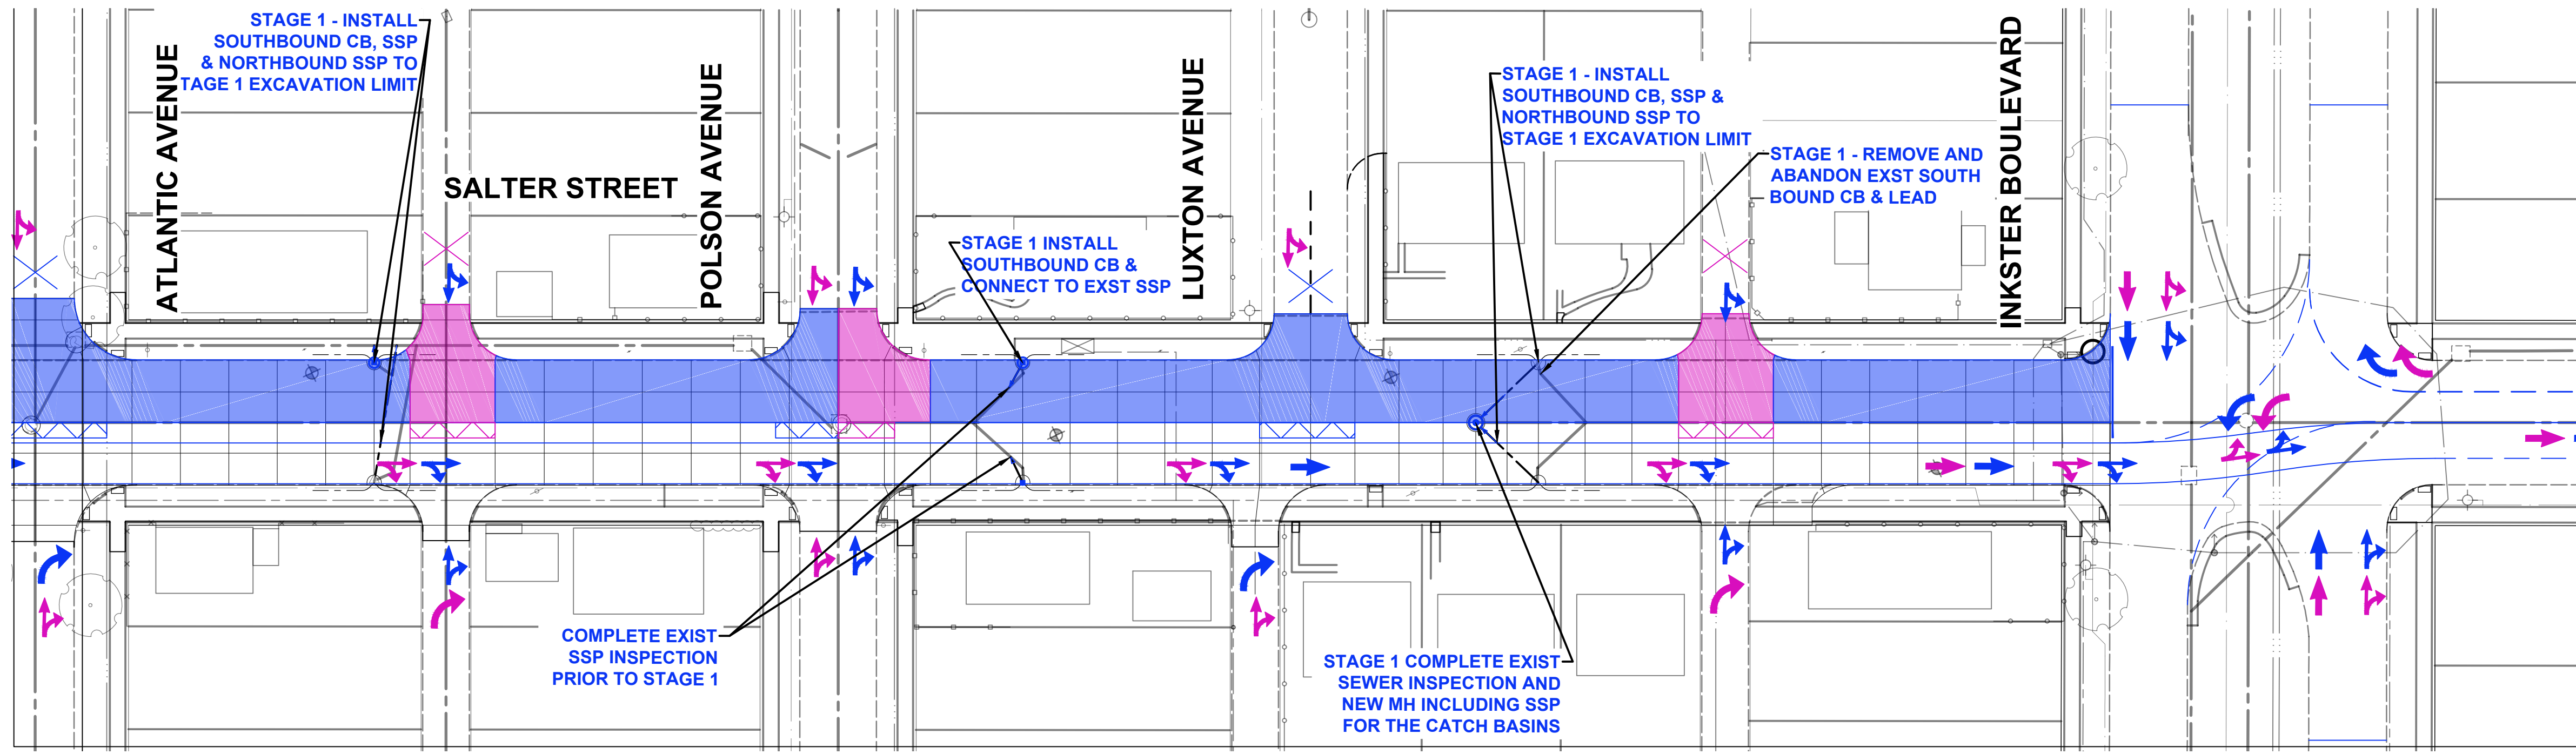 STAGE 1 - INSTALL
SOUTHBOUND CB, SSP
& NORTHBOUND SSP TO
TAGE 1 EXCAVATION LIMIT
ATLANTIC AVENUE
SALTER STREET
POLSON AVENUE
STAGE 1 INSTALL
SOUTHBOUND CB &
CONNECT TO EXST SSP
LUXTON AVENUE
STAGE 1 - INSTALL
SOUTHBOUND CB, SSP &
NORTHBOUND SSP TO
STAGE 1 EXCAVATION LIMIT
STAGE 1 - REMOVE AND
ABANDON EXST SOUTH
BOUND CB & LEAD
INKSTER BOULEVARD
COMPLETE EXIST
SSP INSPECTION
PRIOR TO STAGE 1
STAGE 1 COMPLETE EXIST
SEWER INSPECTION AND
NEW MH INCLUDING SSP
FOR THE CATCH BASINS